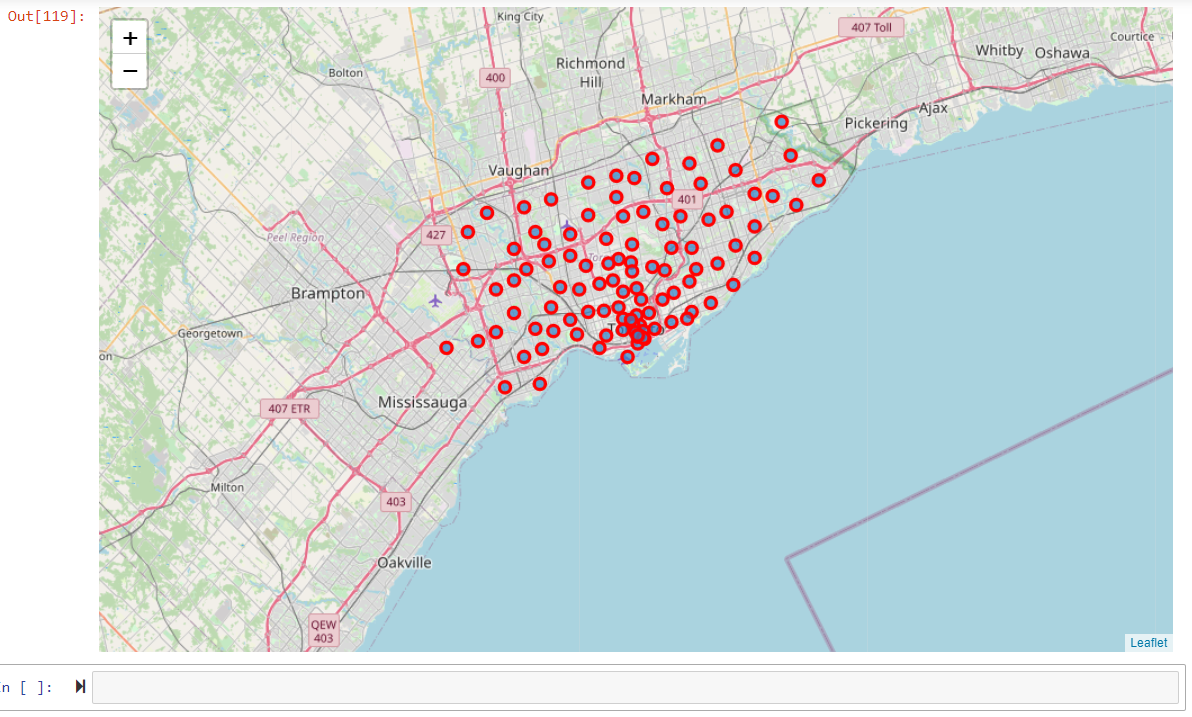 Out[119]:
+
−
King City
407 Toll
Courtice
Whitby
Oshawa
Richmond
Hill
Bolton
400
Markham
Ajax
Pickering
Vaughan
401
427
Peel Region
Brampton
Georgetown
on
Mississauga
407 ETR
Milton
403
Oakville
QEW
403
Leaflet
n [ ]: